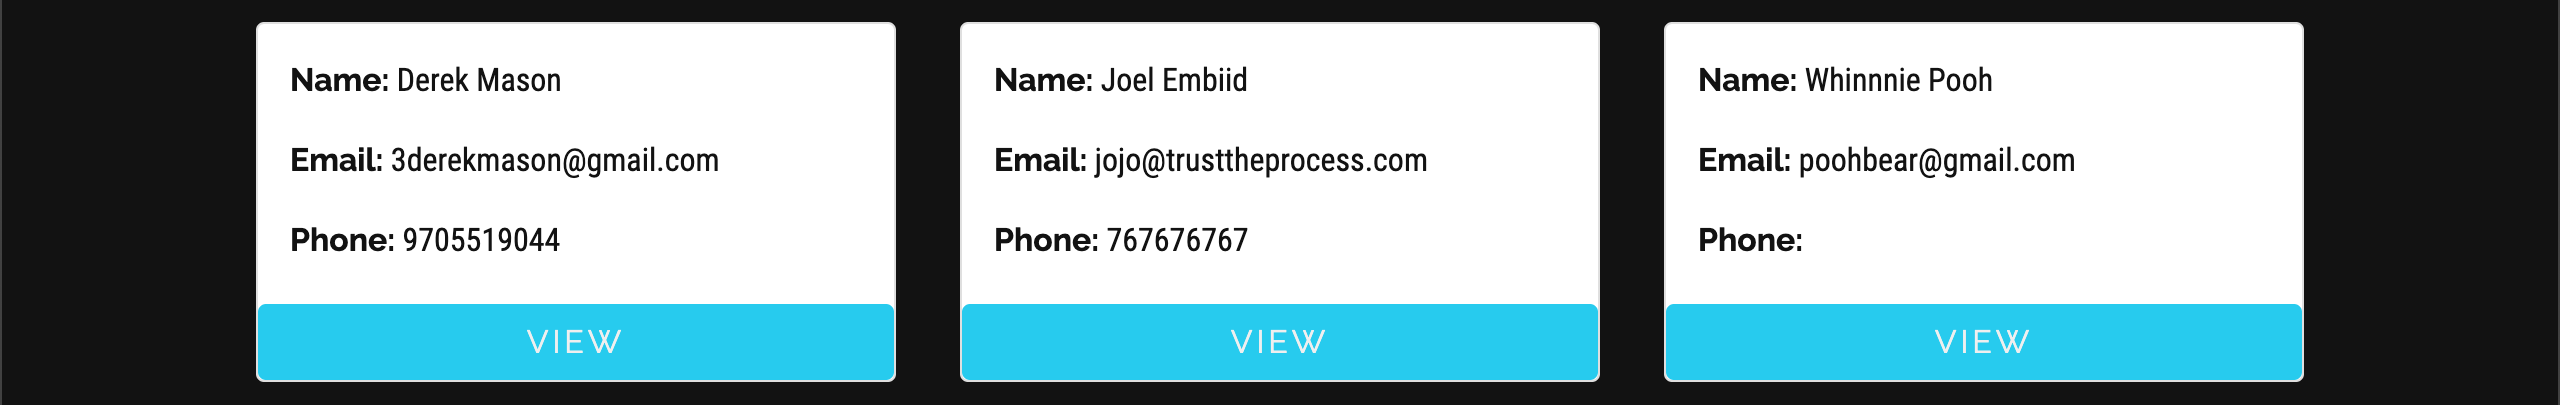 Name: Derek Mason
Email: 3derekmason@gmail.com
Phone: 9705519044
VIEW
Name: Joel Embiid
Email: jojo@trusttheprocess.com
Phone: 767676767
VIEW
Name: Whinnnie Pooh
Email: poohbear@gmail.com
Phone:
VIEW